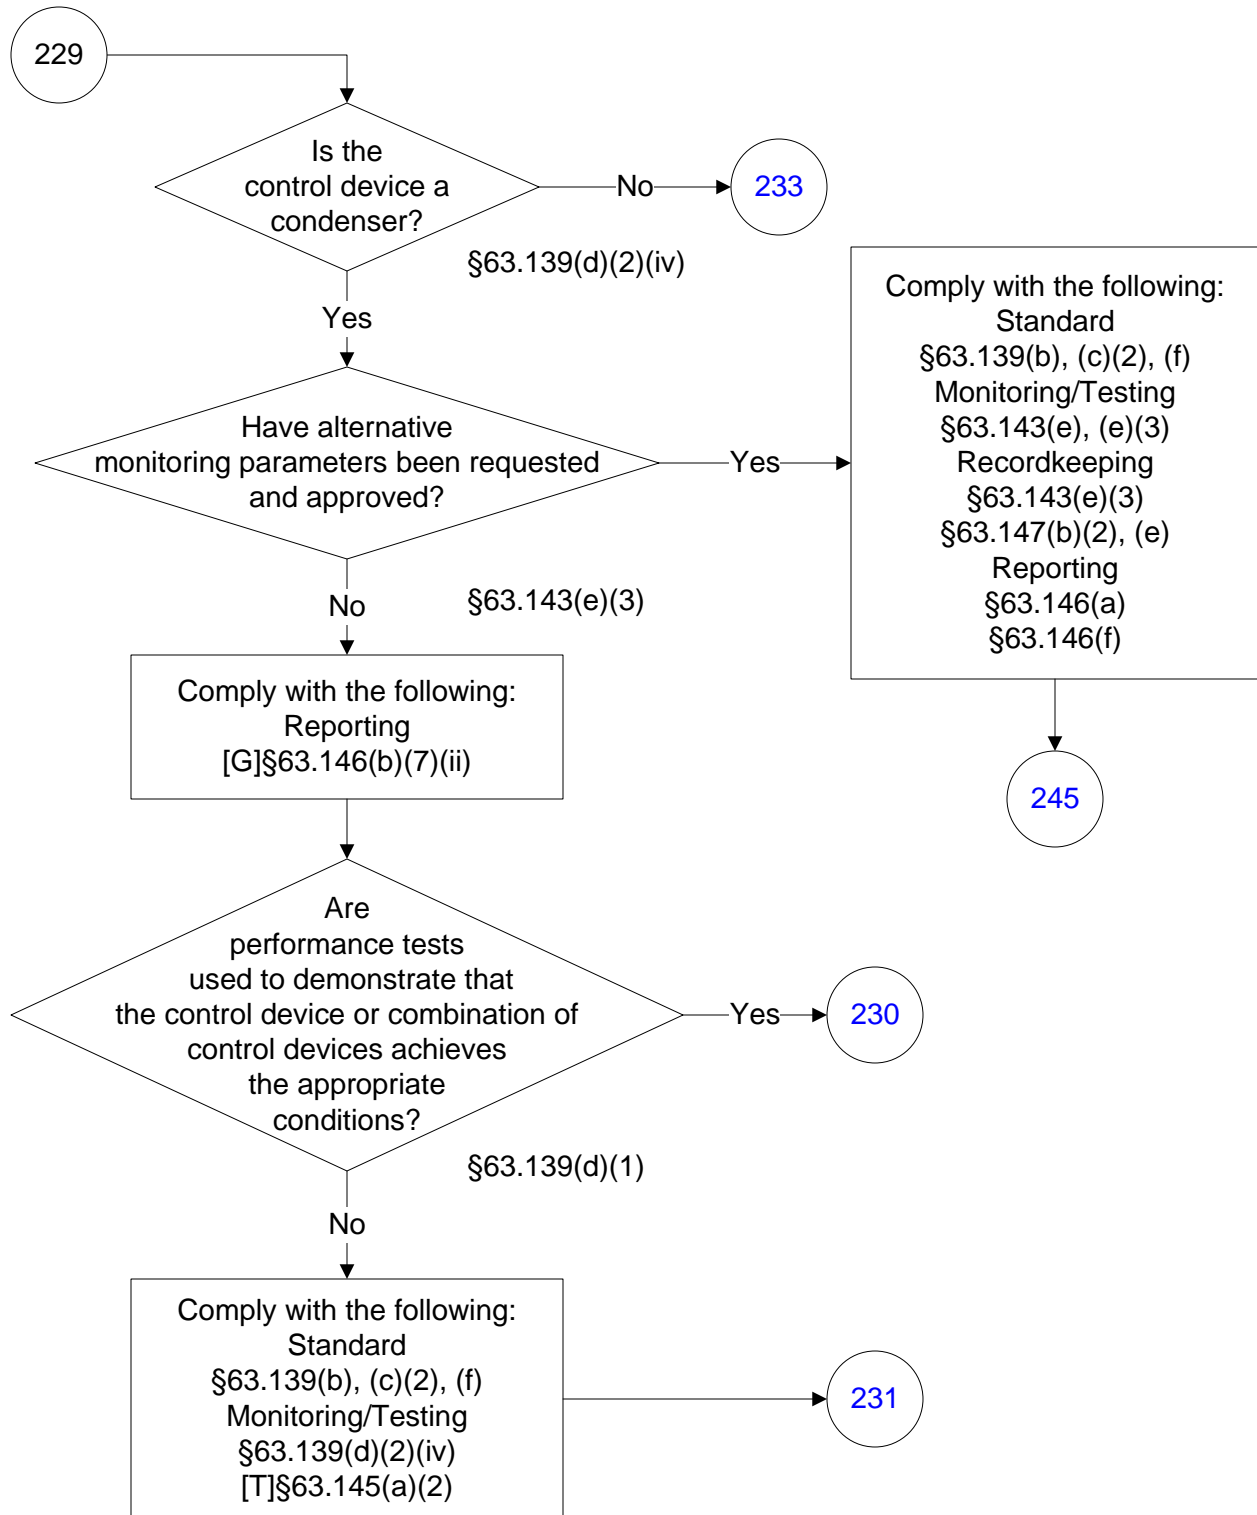 229
Is the
control device a
condenser?
No
233
§63.139(d)(2)(iv)
Yes
Have alternative
monitoring parameters been requested
and approved?
Yes
Comply with the following:
Standard
§63.139(b), (c)(2), (f)
Monitoring/Testing
§63.143(e), (e)(3)
Recordkeeping
§63.143(e)(3)
§63.147(b)(2), (e)
Reporting
§63.146(a)
§63.146(f)
245
§63.143(e)(3)
No
Comply with the following:
Reporting
[G]§63.146(b)(7)(ii)
Are
performance tests
used to demonstrate that
the control device or combination of
control devices achieves
the appropriate
conditions?
Yes
230
§63.139(d)(1)
No
Comply with the following:
Standard
§63.139(b), (c)(2), (f)
Monitoring/Testing
§63.139(d)(2)(iv)
[T]§63.145(a)(2)
231